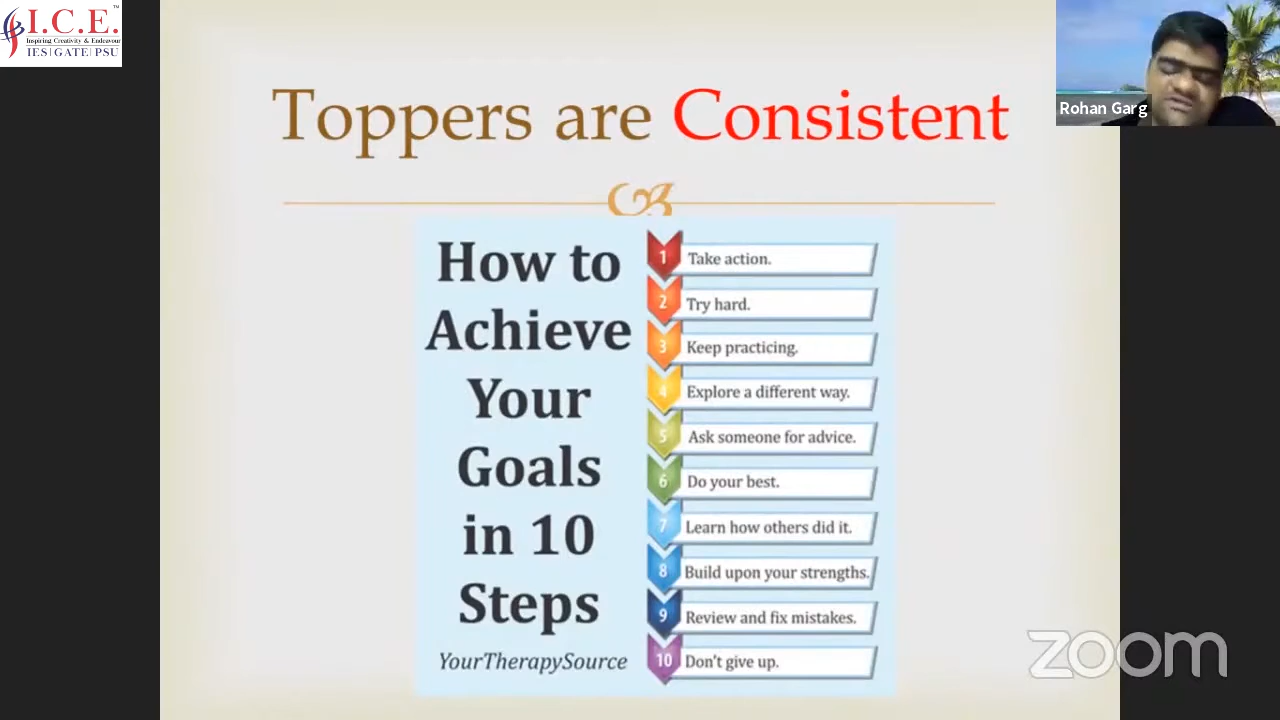 I.C.E.
TM
Inspiring Creativity & Endeavour
IES|GATE|PSU
Rohan Garg
Toppers are Consistent
How to
Achieve
Your
Goals
in 10
Steps
YourTherapySource
1 Take action.
2 Try hard.
3 Keep practicing.
4 Explore a different way.
5 Ask someone for advice.
6 Do your best.
7 Learn how others did it.
8 Build upon your strengths.
9 Review and fix mistakes.
10 Don't give up.
zoom